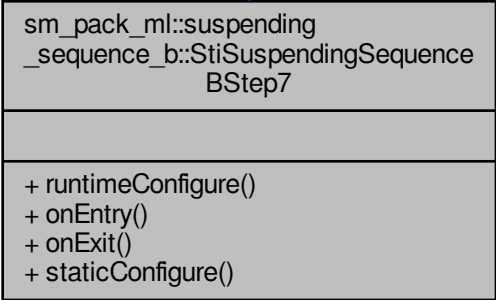 sm_pack_ml::suspending
_sequence_b::StiSuspendingSequence
BStep7
+ runtimeConfigure()
+ onEntry()
+ onExit()
+ staticConfigure()